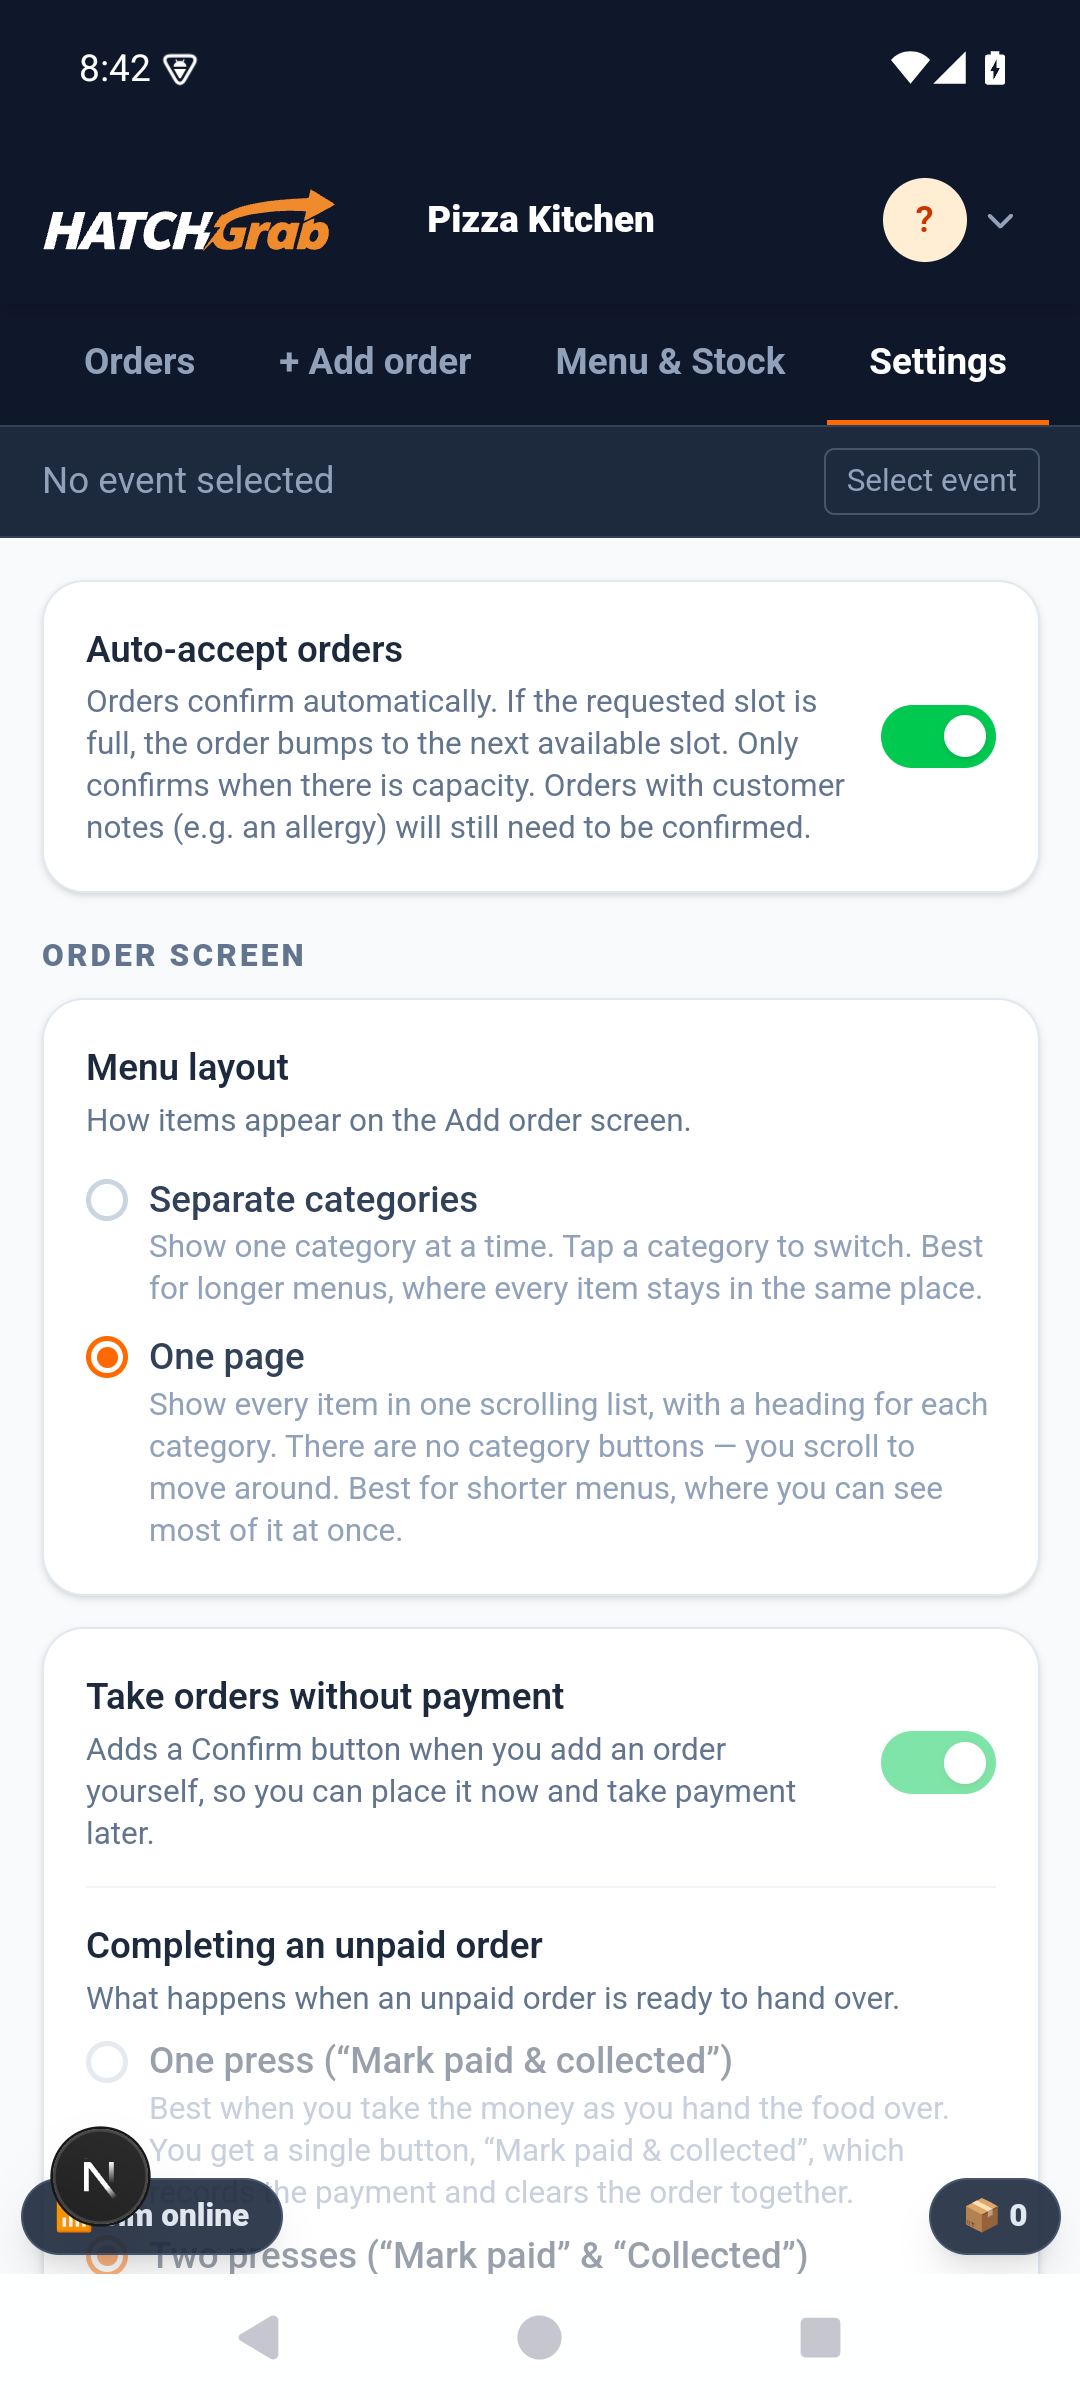 8:42
HATCHGrab
Pizza Kitchen
?
Orders
+ Add order
Menu & Stock
Settings
No event selected
Select event
Auto-accept orders
Orders confirm automatically. If the requested slot is
full, the order bumps to the next available slot. Only
confirms when there is capacity. Orders with customer
notes (e.g. an allergy) will still need to be confirmed.
ORDER SCREEN
Menu layout
How items appear on the Add order screen.
Separate categories
Show one category at a time. Tap a category to switch. Best
for longer menus, where every item stays in the same place.
One page
Show every item in one scrolling list, with a heading for each
category. There are no category buttons — you scroll to
move around. Best for shorter menus, where you can see
most of it at once.
Take orders without payment
Adds a Confirm button when you add an order
yourself, so you can place it now and take payment
later.
Completing an unpaid order
What happens when an unpaid order is ready to hand over.
One press (“Mark paid & collected”)
Best when you take the money as you hand the food over.
You get a single button, “Mark paid & collected”, which
records the payment and clears the order together.
N
online
0
Two presses (“Mark paid” & “Collected”)